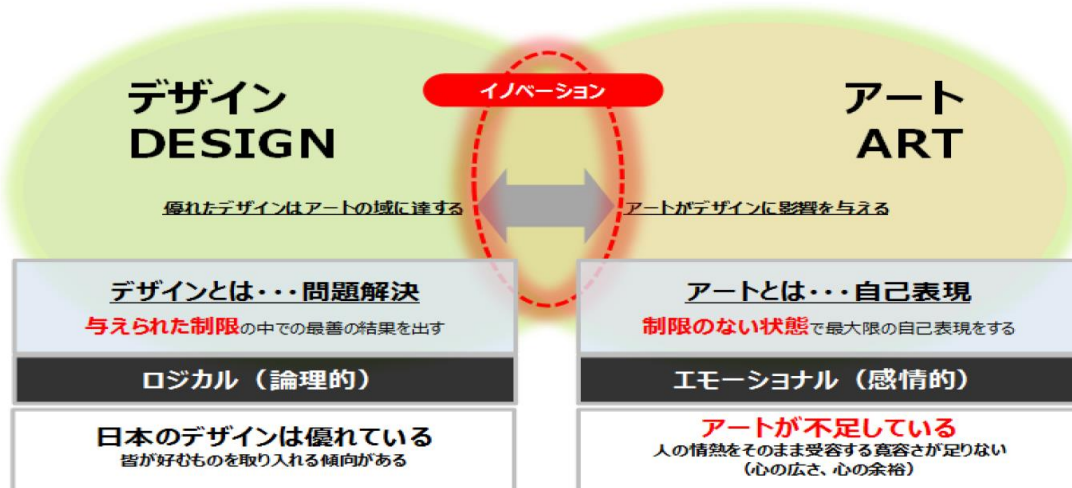 デザイン
DESIGN
イノベーション
アート
ART
優れたデザインはアートの域に達する
アートがデザインに影響を与える
デザインとは・・・問題解決
与えられた制限の中での最善の結果を出す
ロジカル（論理的）
日本のデザインは優れている
皆が好むものを取り入れる傾向がある
アートとは・・・自己表現
制限のない状態で最大限の自己表現をする
エモーショナル（感情的）
アートが不足している
人の情熱をそのまま受容する寛容さが足りない
（心の広さ、心の余裕）